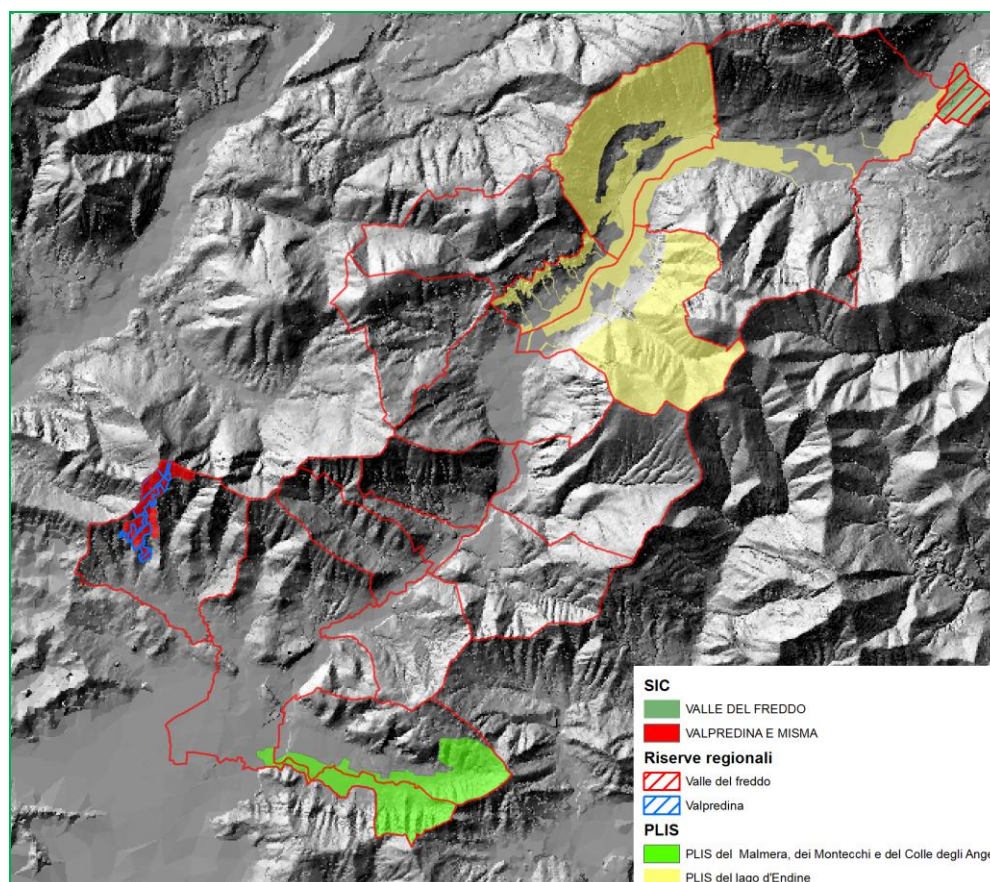 SIC
VALLE DEL FREDDO
VALPREDINA E MISMA
Riserve regionali
Valle del freddo
Valpredina
PLIS
PLIS del Malmera, dei Montecchi e del Colle degli Ange
PLIS del lago d'Endine